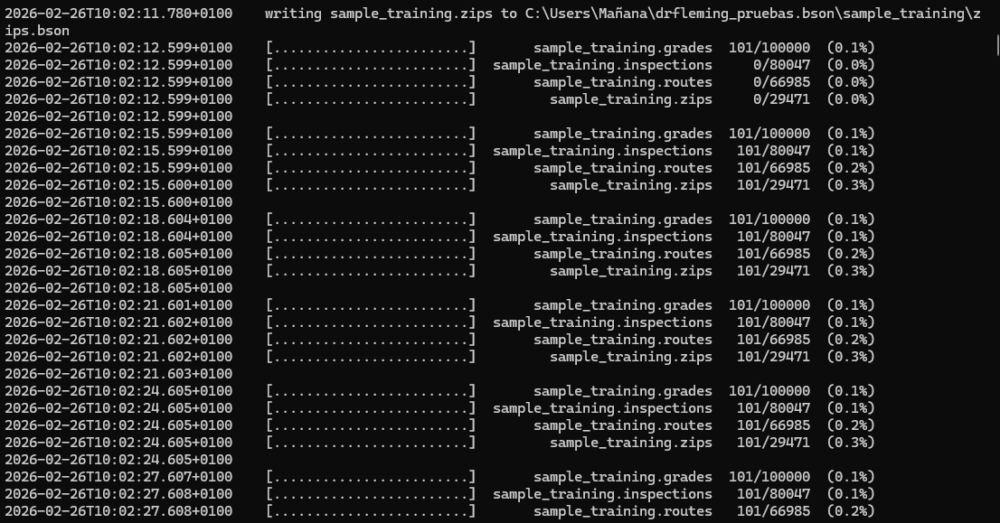 2026-02-26T10:02:11.780+0100    writing sample_training.zips to C:\Users\Mañana\drfleming_pruebas.bson\sample_training\z
ips.bson
2026-02-26T10:02:12.599+0100    [........................]       sample_training.grades  101/100000  (0.1%)
2026-02-26T10:02:12.599+0100    [........................]  sample_training.inspections     0/80047  (0.0%)
2026-02-26T10:02:12.599+0100    [........................]       sample_training.routes     0/66985  (0.0%)
2026-02-26T10:02:12.599+0100    [........................]         sample_training.zips     0/29471  (0.0%)
2026-02-26T10:02:12.599+0100
2026-02-26T10:02:15.599+0100    [........................]       sample_training.grades  101/100000  (0.1%)
2026-02-26T10:02:15.599+0100    [........................]  sample_training.inspections   101/80047  (0.1%)
2026-02-26T10:02:15.599+0100    [........................]       sample_training.routes   101/66985  (0.2%)
2026-02-26T10:02:15.600+0100    [........................]         sample_training.zips   101/29471  (0.3%)
2026-02-26T10:02:15.600+0100
2026-02-26T10:02:18.604+0100    [........................]       sample_training.grades  101/100000  (0.1%)
2026-02-26T10:02:18.604+0100    [........................]  sample_training.inspections   101/80047  (0.1%)
2026-02-26T10:02:18.605+0100    [........................]       sample_training.routes   101/66985  (0.2%)
2026-02-26T10:02:18.605+0100    [........................]         sample_training.zips   101/29471  (0.3%)
2026-02-26T10:02:18.605+0100
2026-02-26T10:02:21.601+0100    [........................]       sample_training.grades  101/100000  (0.1%)
2026-02-26T10:02:21.602+0100    [........................]  sample_training.inspections   101/80047  (0.1%)
2026-02-26T10:02:21.602+0100    [........................]       sample_training.routes   101/66985  (0.2%)
2026-02-26T10:02:21.602+0100    [........................]         sample_training.zips   101/29471  (0.3%)
2026-02-26T10:02:21.603+0100
2026-02-26T10:02:24.605+0100    [........................]       sample_training.grades  101/100000  (0.1%)
2026-02-26T10:02:24.605+0100    [........................]  sample_training.inspections   101/80047  (0.1%)
2026-02-26T10:02:24.605+0100    [........................]       sample_training.routes   101/66985  (0.2%)
2026-02-26T10:02:24.605+0100    [........................]         sample_training.zips   101/29471  (0.3%)
2026-02-26T10:02:24.605+0100
2026-02-26T10:02:27.607+0100    [........................]       sample_training.grades  101/100000  (0.1%)
2026-02-26T10:02:27.608+0100    [........................]  sample_training.inspections   101/80047  (0.1%)
2026-02-26T10:02:27.608+0100    [........................]       sample_training.routes   101/66985  (0.2%)